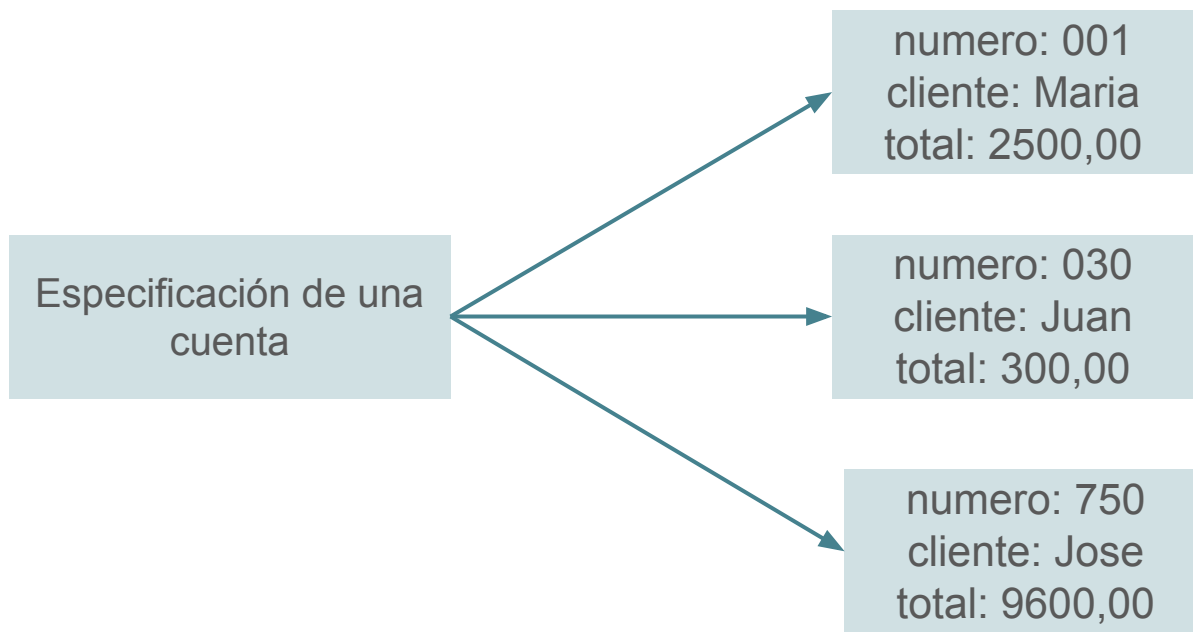 Especificación de una
cuenta
numero: 001
cliente: Maria
total: 2500,00
numero: 030
cliente: Juan
total: 300,00
numero: 750
cliente: Jose
total: 9600,00